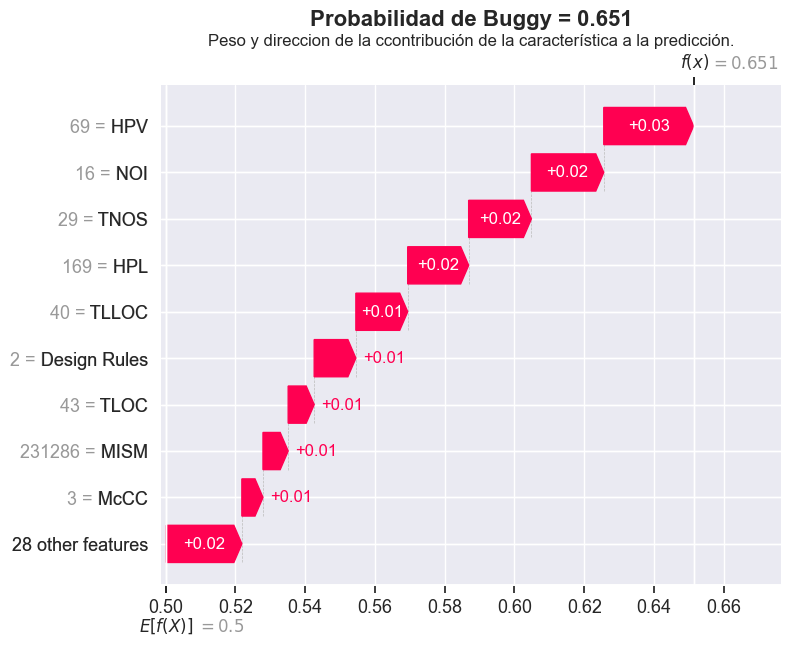 Probabilidad de Buggy = 0.651
Peso y direccion de la ccontribución de la característica a la predicción.
f(x) = 0.651
69 = HPV +0.03
16 = NOI +0.02
29 = TNOS +0.02
169 = HPL +0.02
40 = TLLOC +0.01
2 = Design Rules +0.01
43 = TLOC +0.01
231286 = MISM +0.01
3 = McCC +0.01
28 other features +0.02
0.50 0.52 0.54 0.56 0.58 0.60 0.62 0.64 0.66
E[f(X)] = 0.5